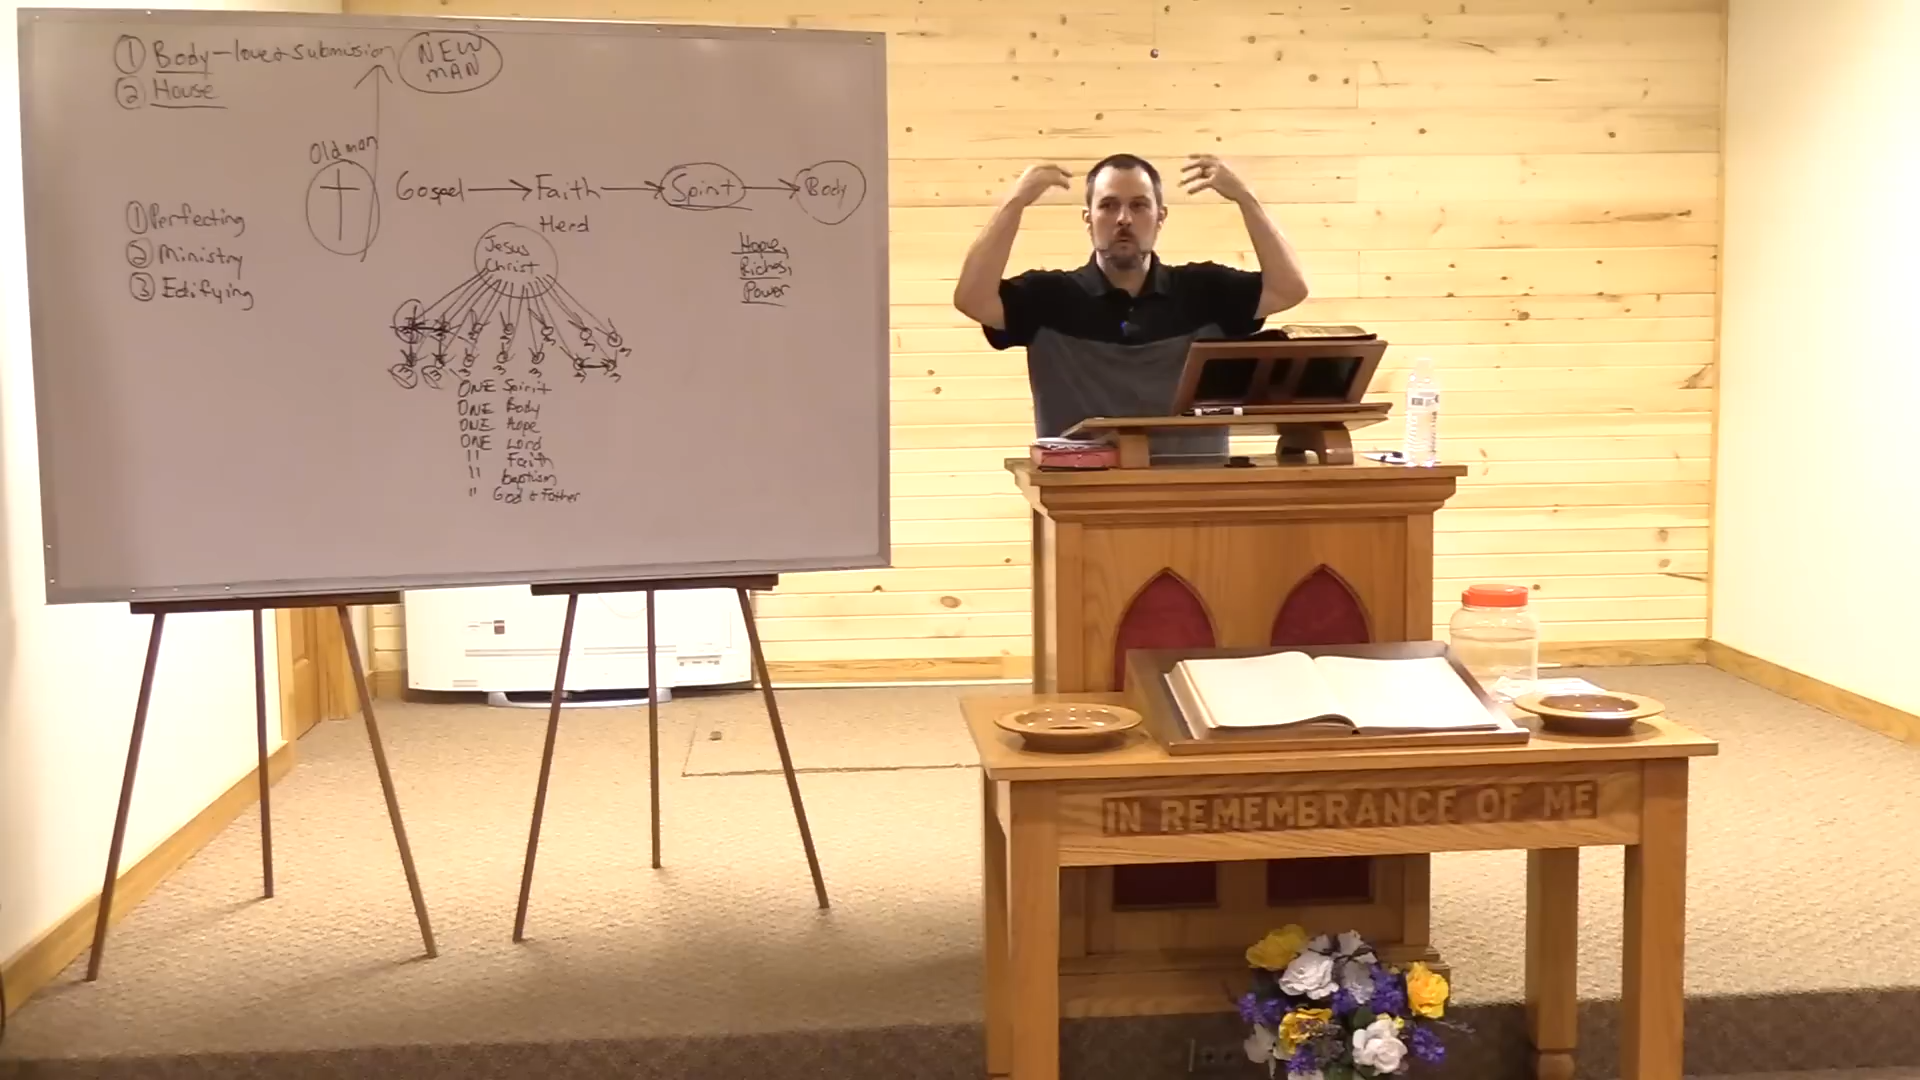 ① Body - love & submission
② House
NEW
MAN
Old man
Gospel → Faith → Spirit → Body
① Perfecting
② Ministry
③ Edifying
Head
Jesus
Christ
Hope,
Riches,
Power
ONE Spirit
ONE Body
ONE Hope
ONE Lord
" Faith
" baptism
" God & Father
IN REMEMBRANCE OF ME